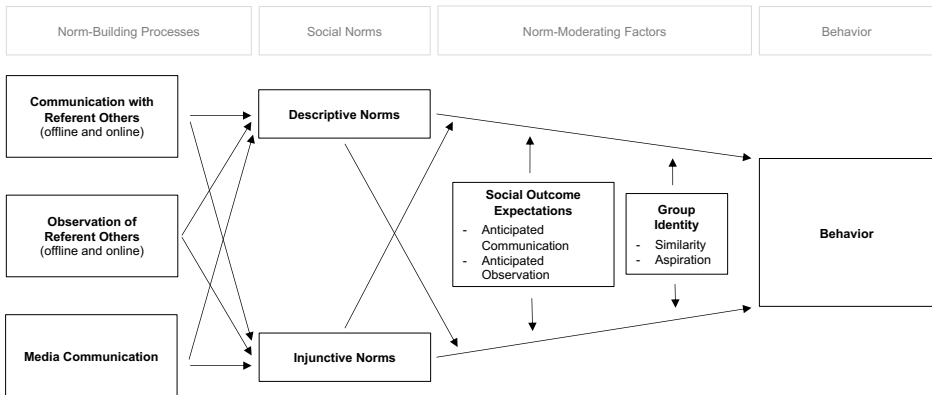 Norm-Building Processes
Social Norms
Norm-Moderating Factors
Behavior
Communication with
Referent Others
(offline and online)
Observation of
Referent Others
(offline and online)
Media Communication
Descriptive Norms
Injunctive Norms
Social Outcome
Expectations
- Anticipated
Communication
- Anticipated
Observation
Group
Identity
- Similarity
- Aspiration
Behavior